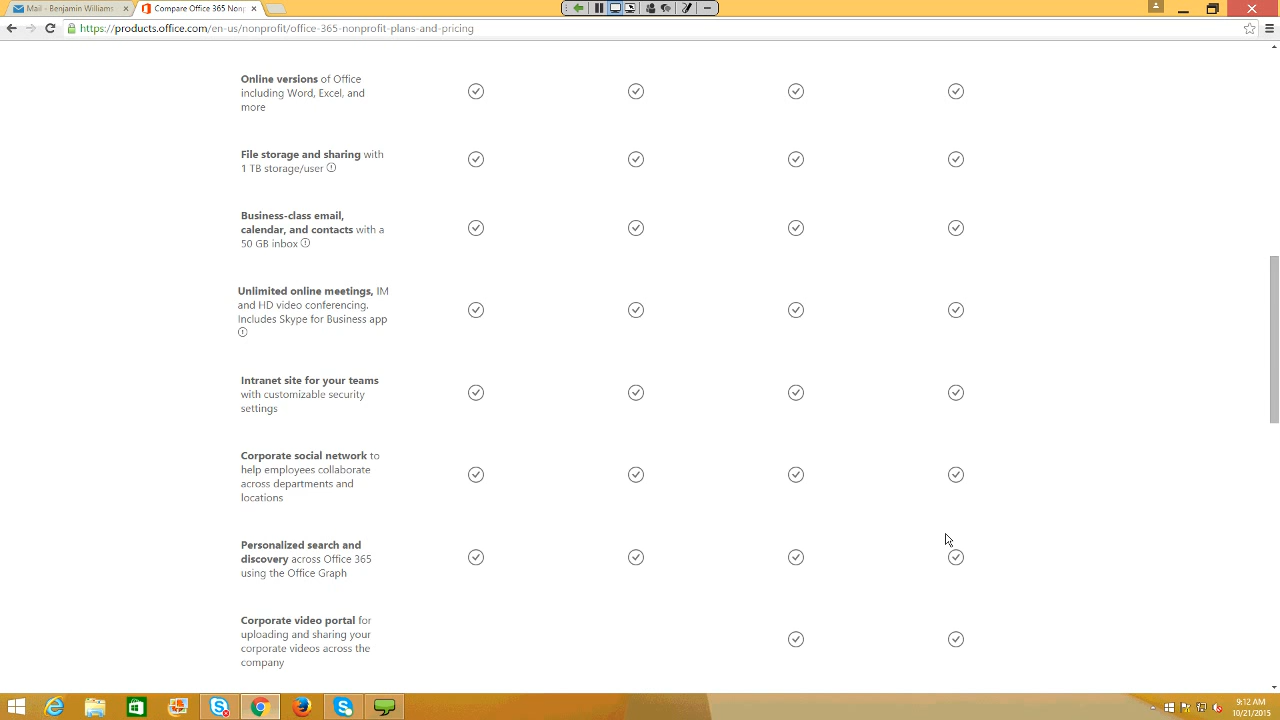 Mail - Benjamin Williams
Compare Office 365 Nonp
https://products.office.com/en-us/nonprofit/office-365-nonprofit-plans-and-pricing
Online versions of Office
including Word, Excel, and
more
File storage and sharing with
1 TB storage/user
Business-class email,
calendar, and contacts with a
50 GB inbox
Unlimited online meetings, IM
and HD video conferencing.
Includes Skype for Business app
Intranet site for your teams
with customizable security
settings
Corporate social network to
help employees collaborate
across departments and
locations
Personalized search and
discovery across Office 365
using the Office Graph
Corporate video portal for
uploading and sharing your
corporate videos across the
company
9:12 AM
10/21/2015